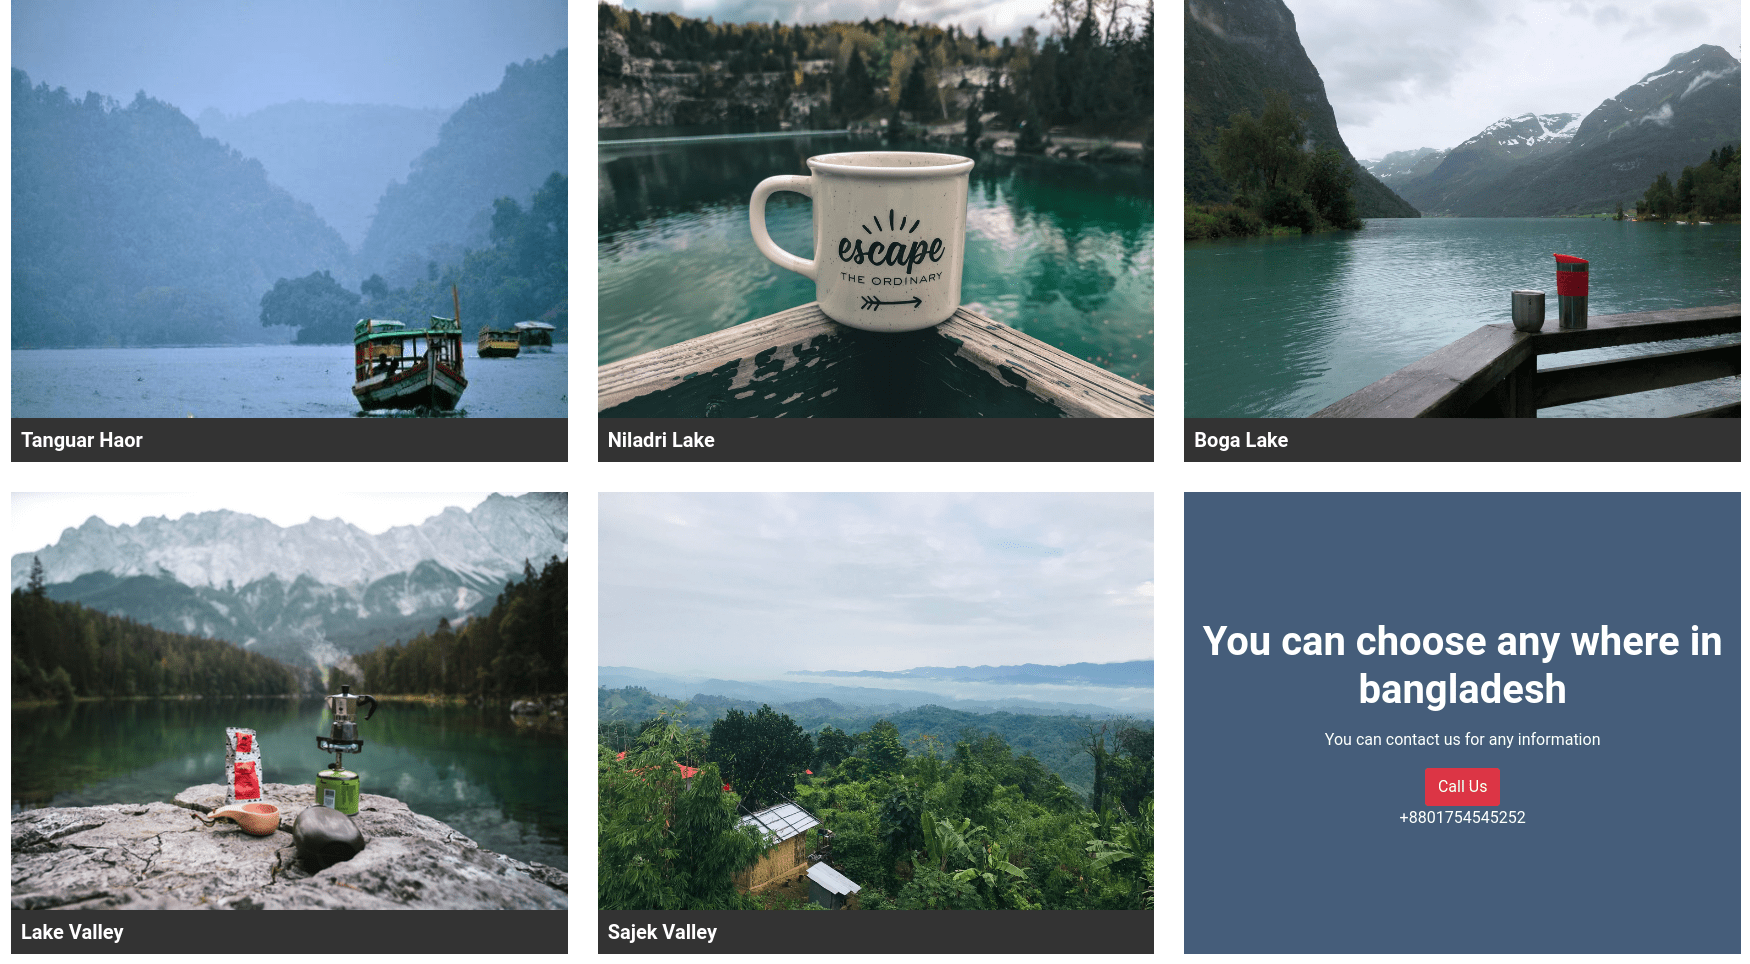 escape
THE ORDINARY
Tanguar Haor
Niladri Lake
Boga Lake
Lake Valley
Sajek Valley
You can choose any where in
bangladesh
You can contact us for any information
Call Us
+8801754545252